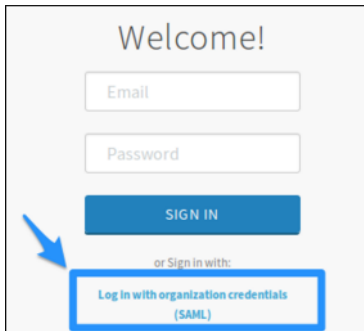 Welcome!
Email
Password
SIGN IN
or Sign in with:
Log in with organization credentials
(SAML)